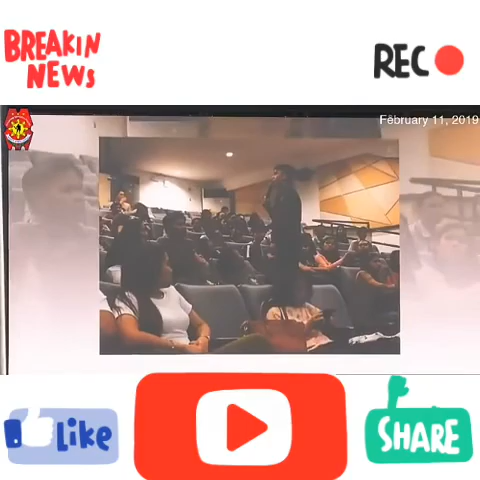 BREAKIN
NEWS
REC
February 11, 2019
Like
SHARE